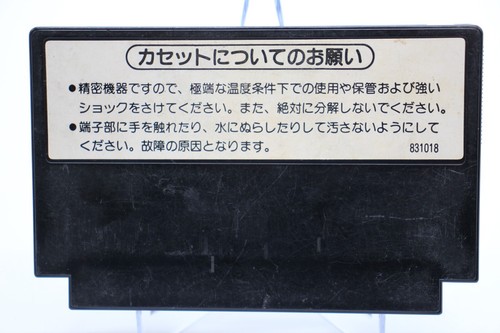 カセットについてのお願い
●精密機器ですので、極端な温度条件下での使用や保管および強い
ショックをさけてください。また、絶対に分解しないでください。
●端子部に手を触れたり、水にぬらしたりして汚さないようにして
ください。故障の原因となります。
831018